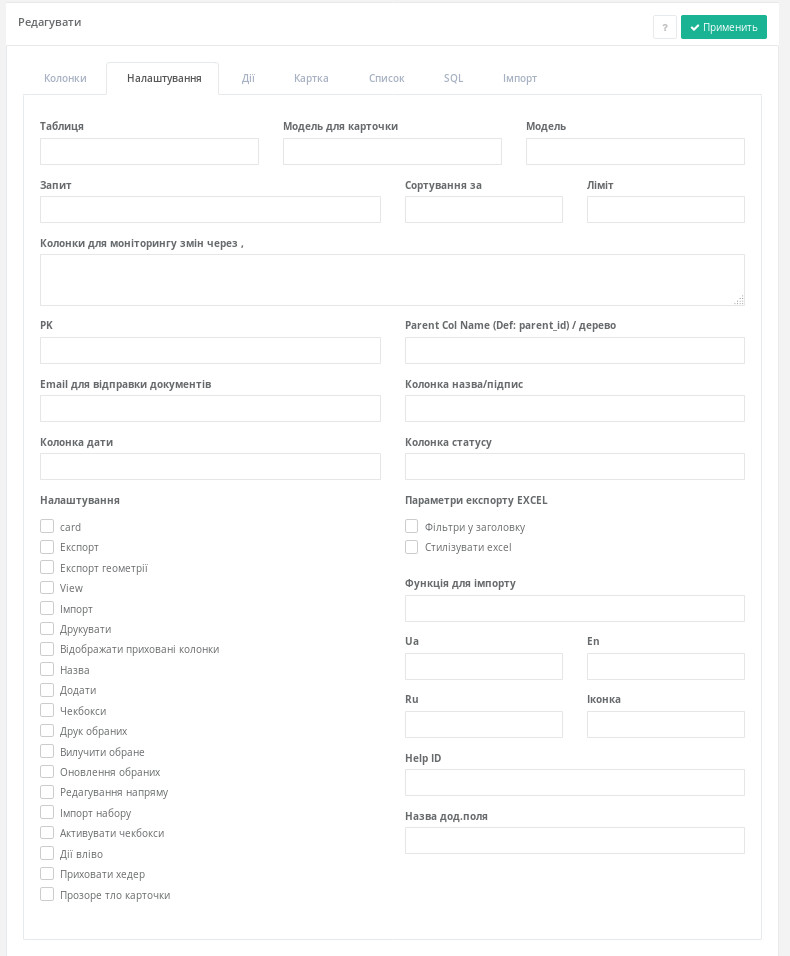 Редагувати
?
Применить
Колонки Налаштування Дії Картка Список SQL Імпорт
Таблиця Модель для карточки Модель
Запит Сортування за Ліміт
Колонки для моніторингу змін через ,
PK Parent Col Name (Def: parent_id) / дерево
Email для відправки документів Колонка назва/підпис
Колонка дати Колонка статусу
Налаштування
card
Експорт
Експорт геометрії
View
Імпорт
Друкувати
Відображати приховані колонки
Назва
Додати
Чекбокси
Друк обраних
Вилучити обране
Оновлення обраних
Редагування напряму
Імпорт набору
Активувати чекбокси
Дії вліво
Приховати хедер
Прозоре тло карточки
Параметри експорту EXCEL
Фільтри у заголовку
Стилізувати excel
Функція для імпорту
Ua En
Ru Іконка
Help ID
Назва дод.поля